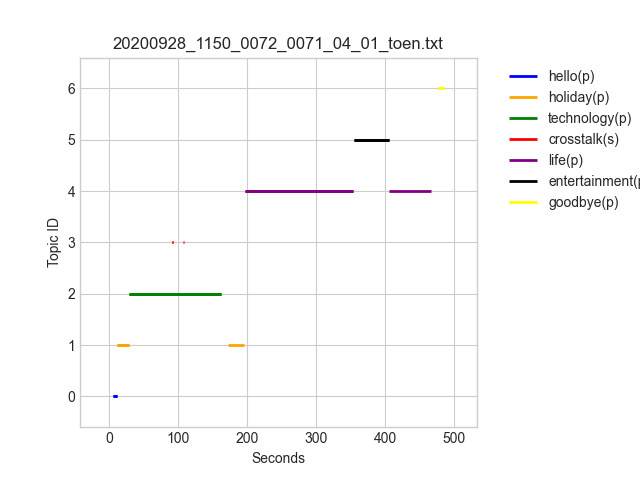 20200928_1150_0072_0071_04_01_toen.txt
6
5
4
3
2
1
0
Topic ID
0 100 200 300 400 500
Seconds
hello(p)
holiday(p)
technology(p)
crosstalk(s)
life(p)
entertainment(p
goodbye(p)